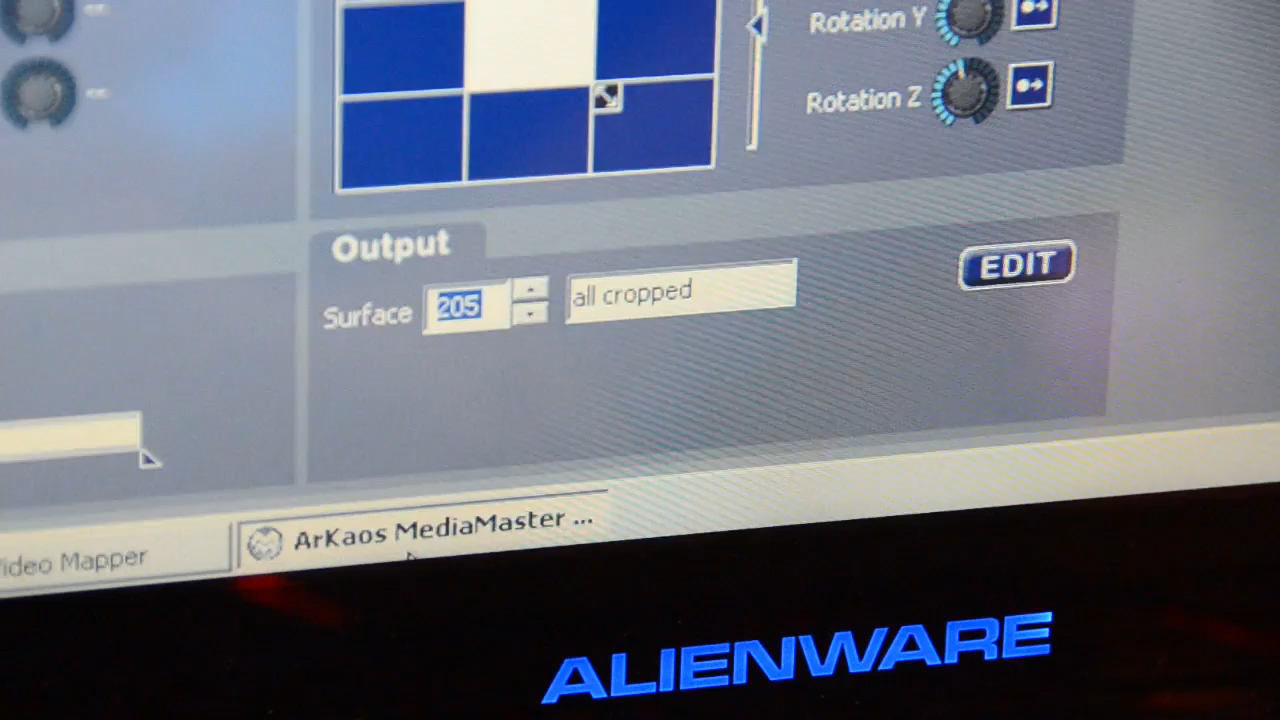 Rotation Y
Rotation Z
Output
Surface 205 all cropped EDIT
ideo Mapper ArKaos MediaMaster ...
ALIENWARE